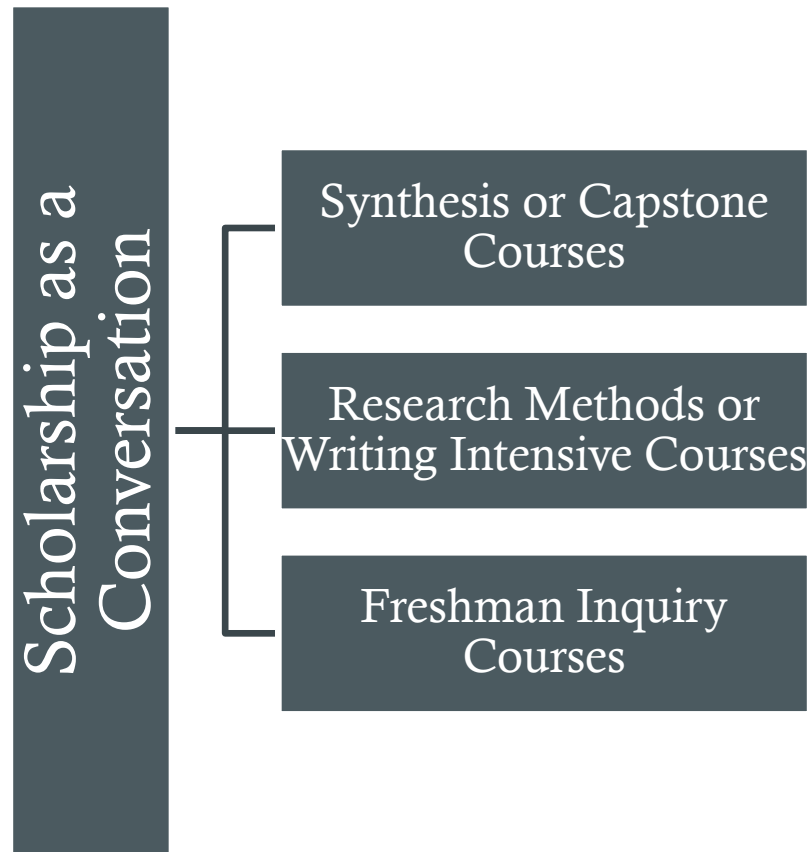 Scholarship as a
Conversation
Synthesis or Capstone
Courses
Research Methods or
Writing Intensive Courses
Freshman Inquiry
Courses